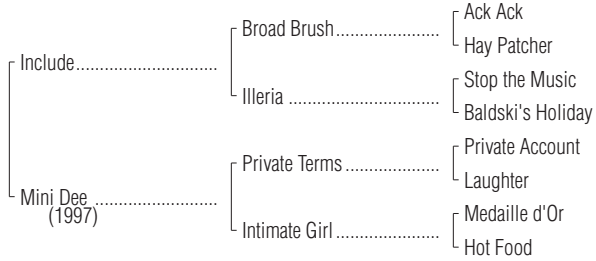 Ack Ack
Broad Brush....................
Hay Patcher
Include...........................
Stop the Music
Illeria .............................
Baldski's Holiday
Private Account
Private Terms ..................
Laughter
Mini Dee .......................
(1997)
Medaille d'Or
Intimate Girl ....................
Hot Food